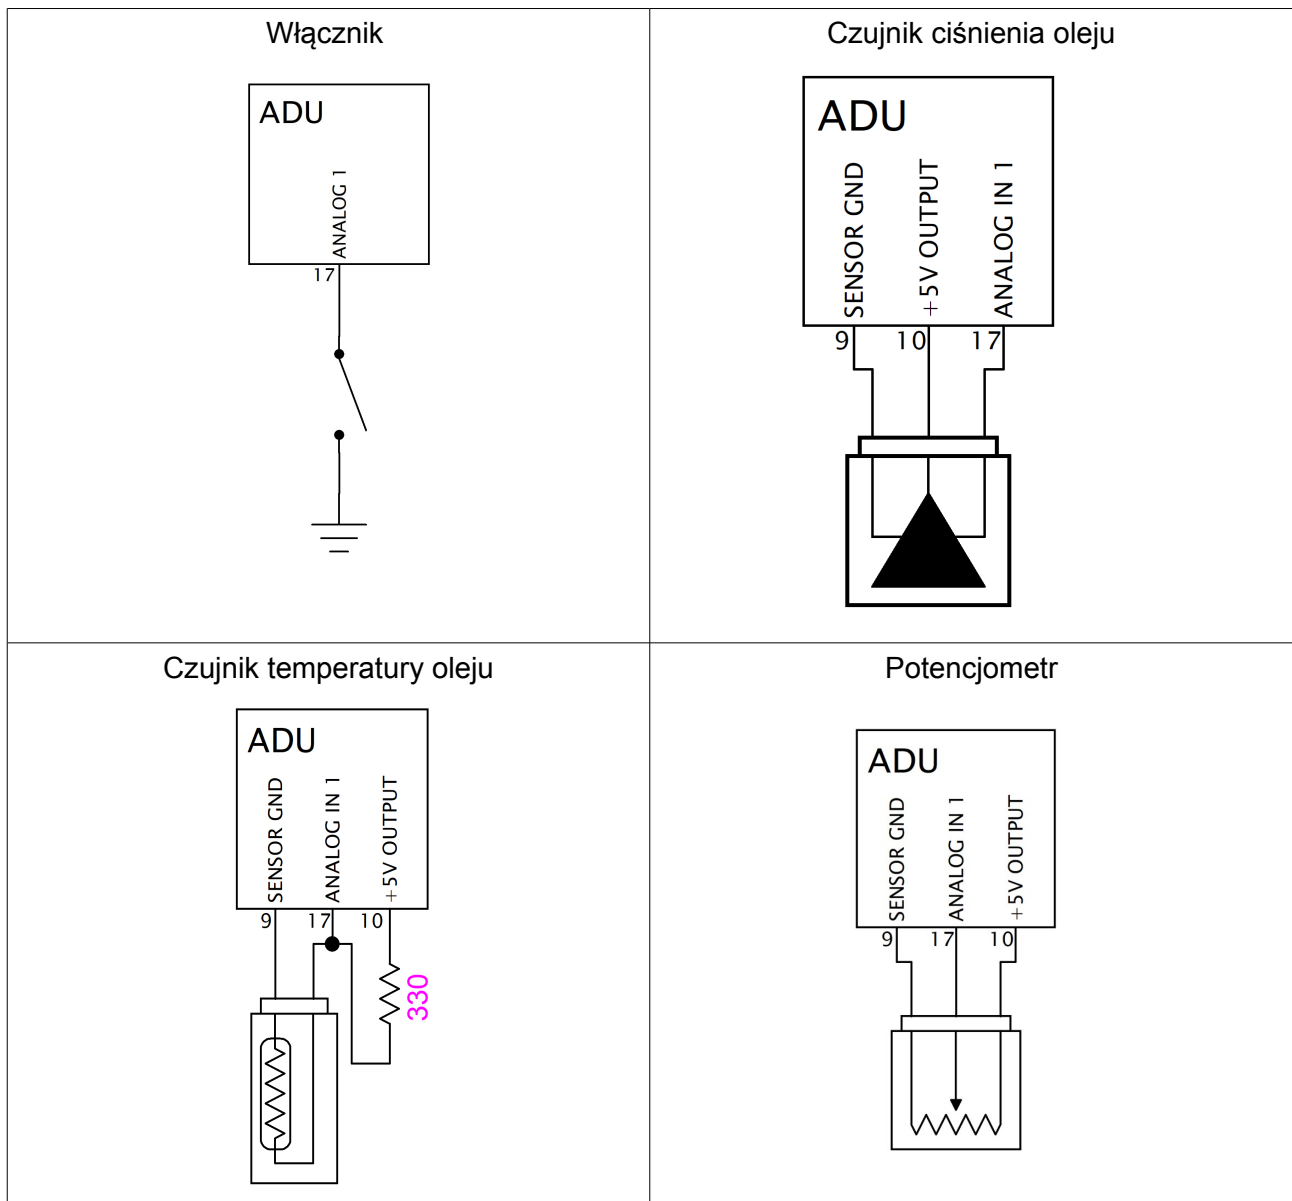 Włącznik
ADU
ANALOG 1
17
Czujnik ciśnienia oleju
ADU
SENSOR GND
+5V OUTPUT
ANALOG IN 1
9
10
17
Czujnik temperatury oleju
ADU
SENSOR GND
ANALOG IN 1
+5V OUTPUT
9
17
10
330
Potencjometr
ADU
SENSOR GND
ANALOG IN 1
+5V OUTPUT
9
17
10